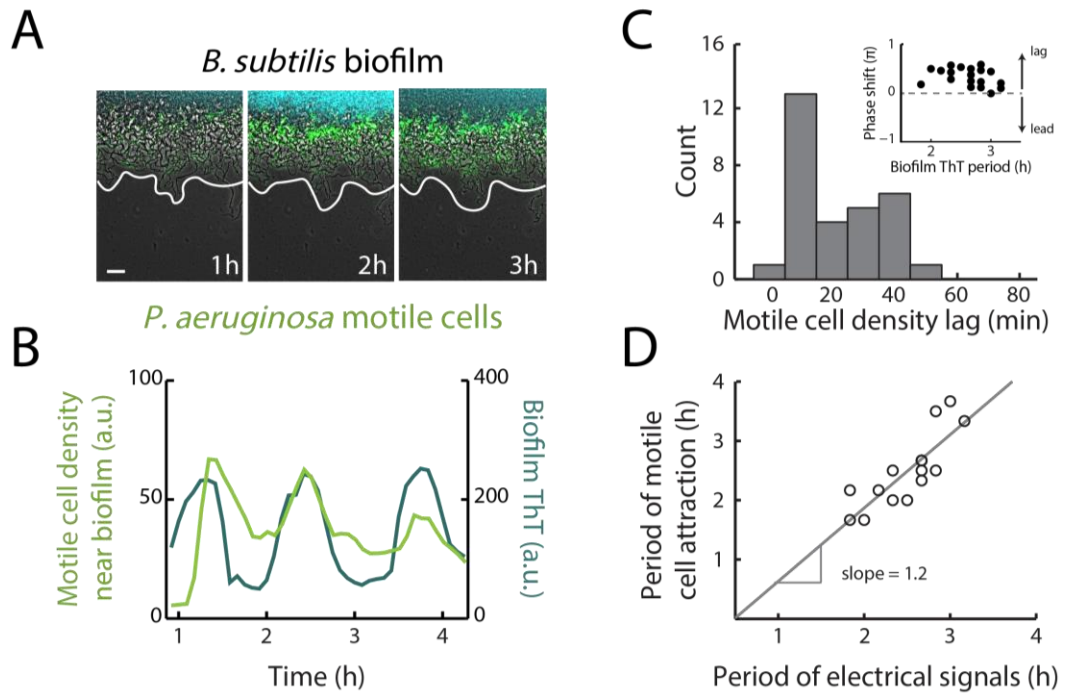 A
B. subtilis biofilm
1h
2h
3h
P. aeruginosa motile cells
B
Motile cell density
near biofilm (a.u.)
100
50
0
400
200
0
Biofilm ThT (a.u.)
1 2 3 4
Time (h)
C
Count
16
12
8
4
0
0 20 40 60 80
Motile cell density lag (min)
Phase shift (π)
1
0
−1
lag
lead
2 3
Biofilm ThT period (h)
D
Period of motile
cell attraction (h)
4
3
2
1
slope = 1.2
1 2 3 4
Period of electrical signals (h)